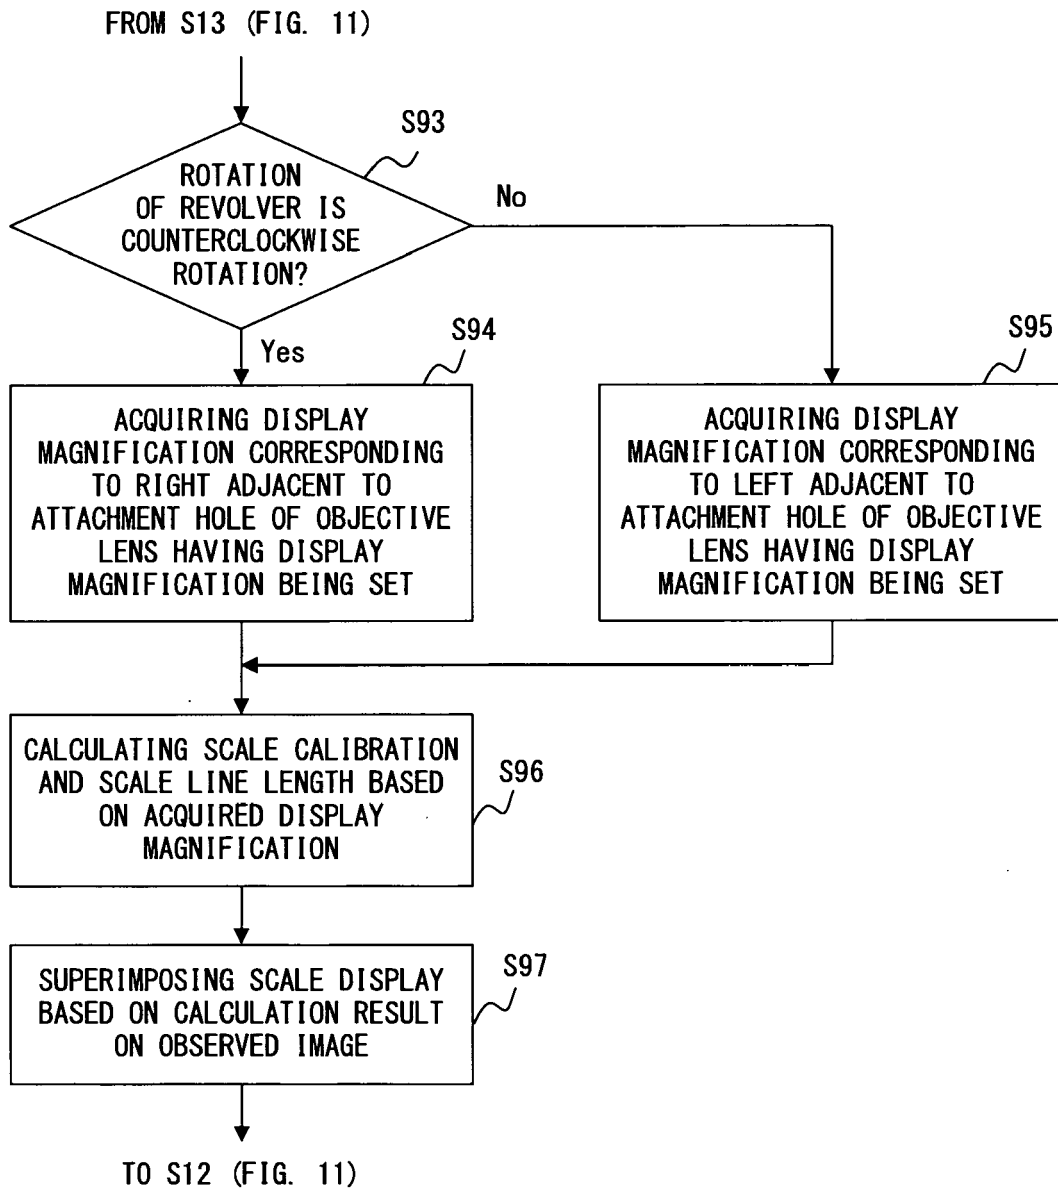 FROM S13 (FIG. 11)
S93
ROTATION
OF REVOLVER IS
COUNTERCLOCKWISE
ROTATION?
No
Yes
S94
ACQUIRING DISPLAY
MAGNIFICATION CORRESPONDING
TO RIGHT ADJACENT TO
ATTACHMENT HOLE OF OBJECTIVE
LENS HAVING DISPLAY
MAGNIFICATION BEING SET
S95
ACQUIRING DISPLAY
MAGNIFICATION CORRESPONDING
TO LEFT ADJACENT TO
ATTACHMENT HOLE OF OBJECTIVE
LENS HAVING DISPLAY
MAGNIFICATION BEING SET
CALCULATING SCALE CALIBRATION
AND SCALE LINE LENGTH BASED
ON ACQUIRED DISPLAY
MAGNIFICATION
S96
SUPERIMPOSING SCALE DISPLAY
BASED ON CALCULATION RESULT
ON OBSERVED IMAGE
S97
TO S12 (FIG. 11)